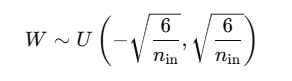 W ∼ U(−√(6/n_in), √(6/n_in))